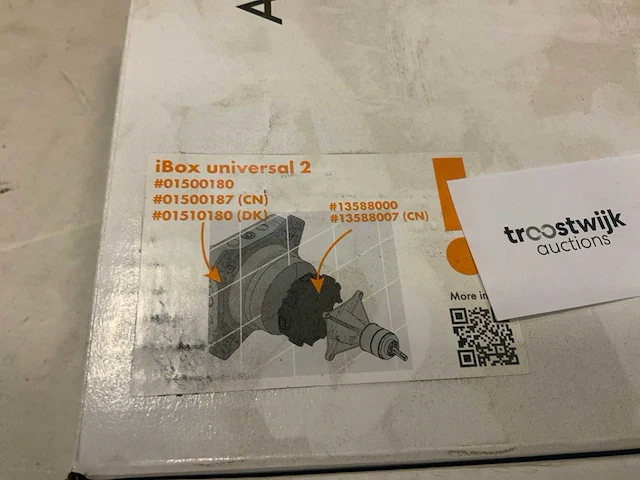 A
iBox universal 2
#01500180
#01500187 (CN)
#01510180 (DK)
#13588000
#13588007 (CN)
!
More in
troostwijk
auctions